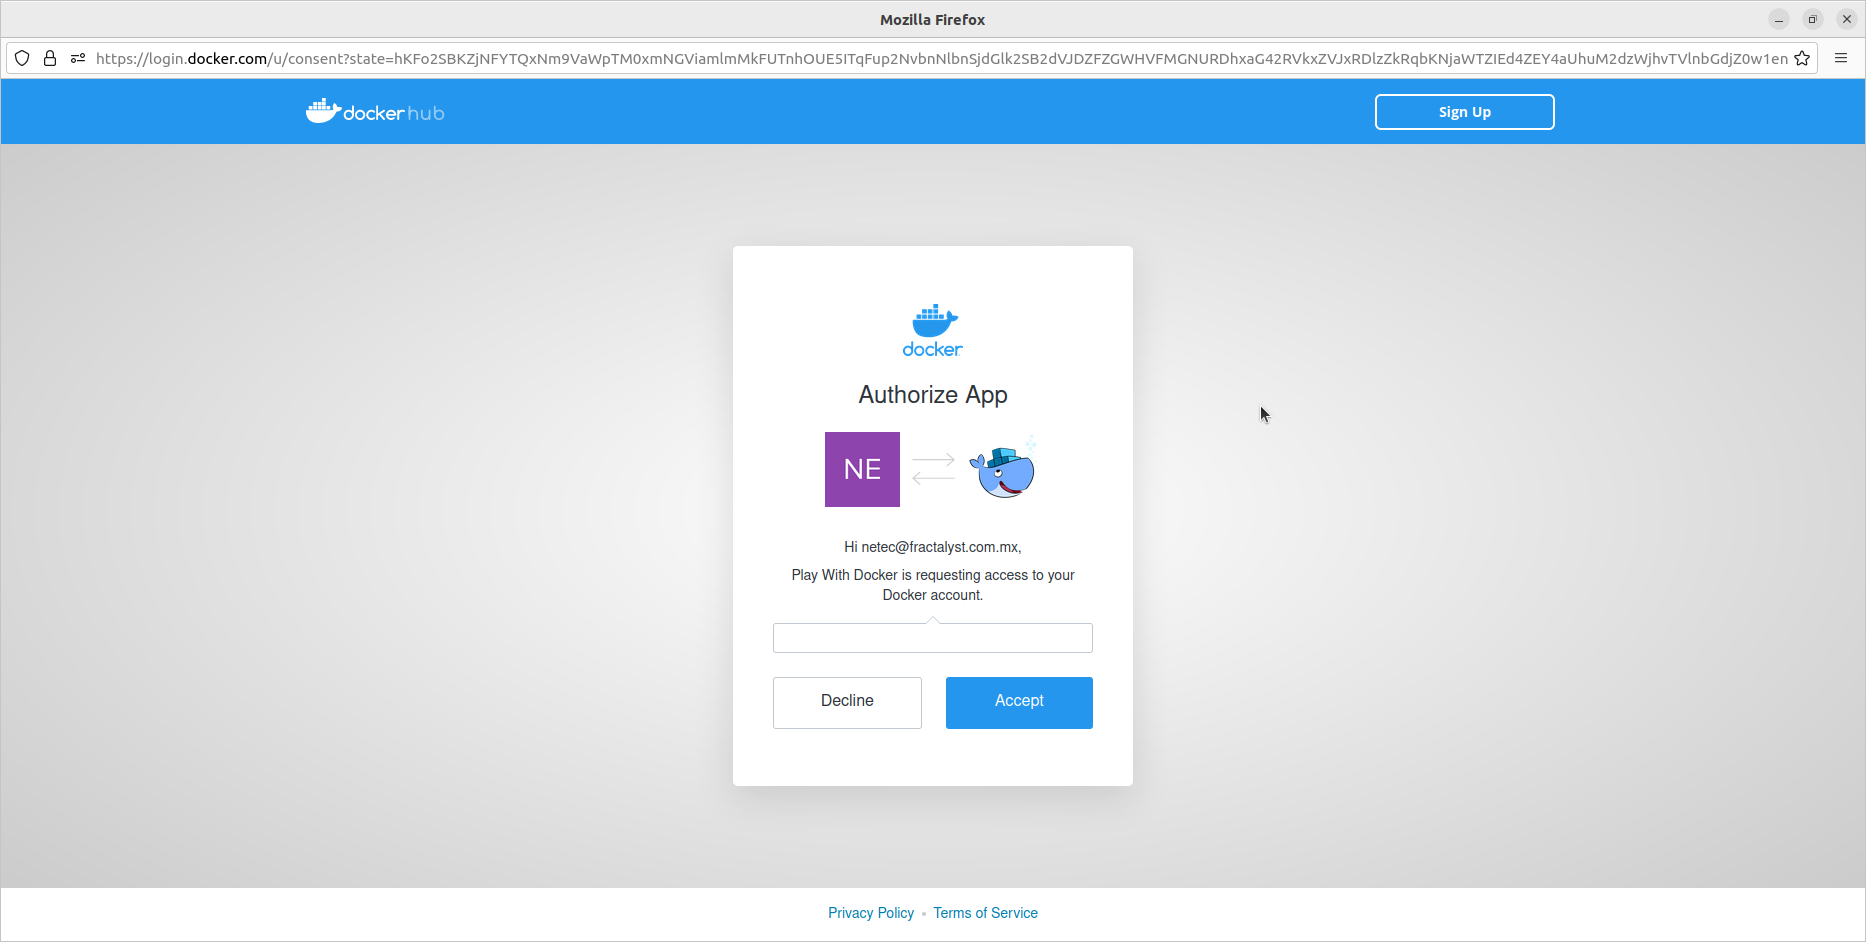 Mozilla Firefox
https://login.docker.com/u/consent?state=hKFo2SBKZjNFYTQxNm9VaWpTM0xmNGViamlmMkFUTnhOUE5ITqFup2NvbnNlbnSjdGlk2SB2dVJDZFZGWHVFMGNURDhxaG42RVkxZVJxRDlzZkRqbKNjaWTZIEd4ZEY4aUhuM2dzWjhvTVlnbGdjZ0w1en
docker hub
Sign Up
docker
Authorize App
NE
Hi netec@fractalyst.com.mx,
Play With Docker is requesting access to your
Docker account.
Decline
Accept
Privacy Policy
Terms of Service